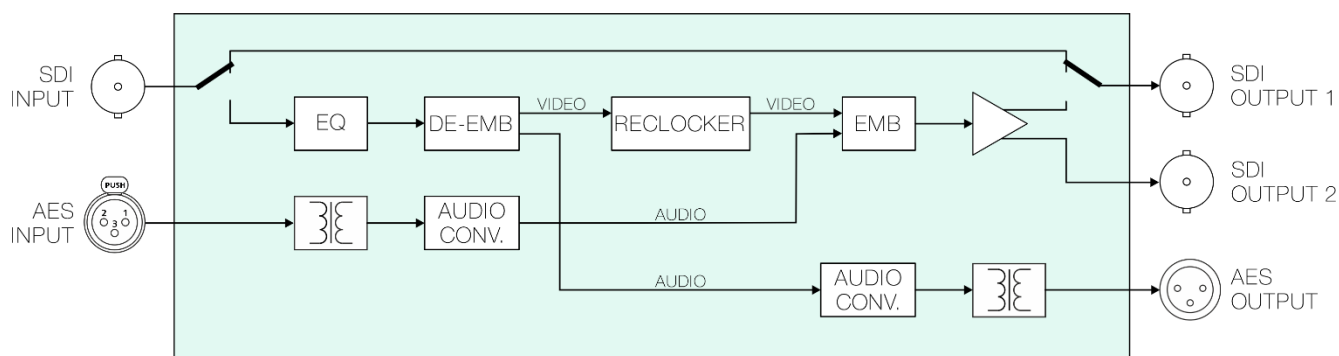 SDI
INPUT
EQ
DE-EMB
VIDEO
RECLOCKER
VIDEO
EMB
SDI
OUTPUT 1
SDI
OUTPUT 2
PUSH
2 1
3
AES
INPUT
AUDIO
CONV.
AUDIO
AUDIO
AUDIO
CONV.
AES
OUTPUT